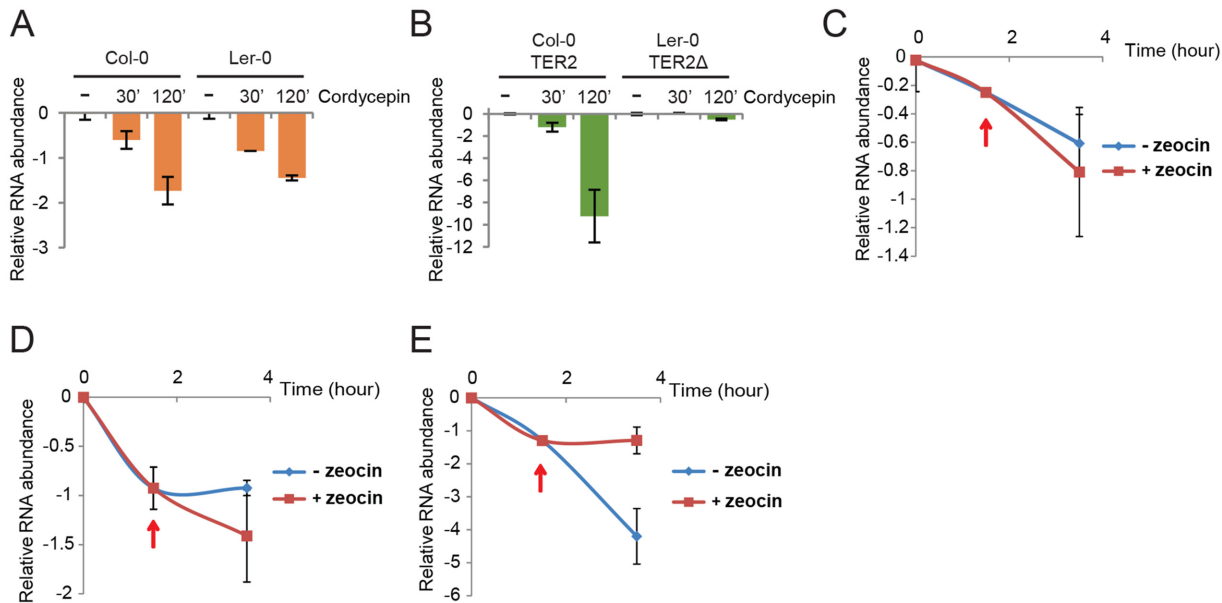 A
Col-0 Ler-0
– 30' 120' – 30' 120' Cordycepin
0
-1
-2
-3
Relative RNA abundance
B
Col-0 Ler-0
TER2 TER2Δ
– 30' 120' – 30' 120' Cordycepin
0
-2
-4
-6
-8
-10
-12
Relative RNA abundance
C
0 2 4 Time (hour)
0
-0.2
-0.4
-0.6
-0.8
-1
-1.2
-1.4
Relative RNA abundance
- zeocin
+ zeocin
D
0 2 4 Time (hour)
0
-0.5
-1
-1.5
-2
Relative RNA abundance
- zeocin
+ zeocin
E
0 2 4 Time (hour)
0
-1
-2
-3
-4
-5
-6
Relative RNA abundance
- zeocin
+ zeocin